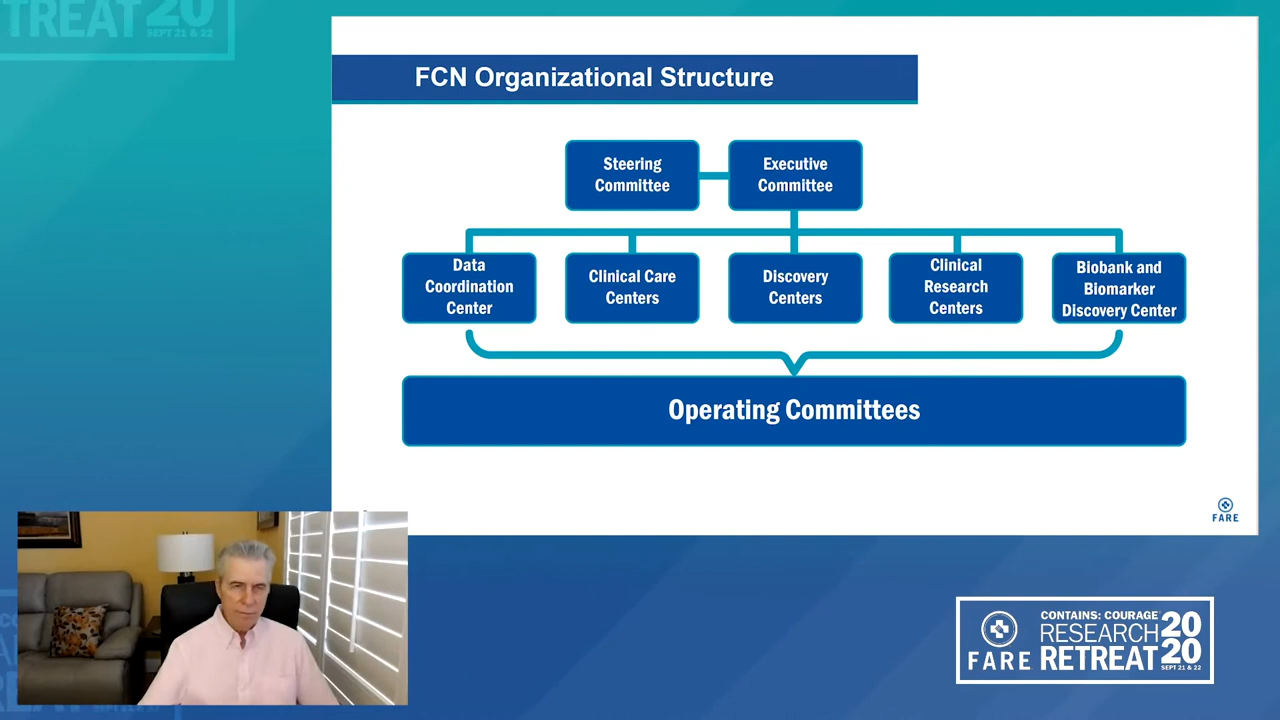 TREAT 20
SEPT 21 & 22
FCN Organizational Structure
Steering
Committee
Executive
Committee
Data
Coordination
Center
Clinical Care
Centers
Discovery
Centers
Clinical
Research
Centers
Biobank and
Biomarker
Discovery Center
Operating Committees
FARE
CONTAINS: COURAGE
RESEARCH
RETREAT
20
20
SEPT 21 & 22
FARE